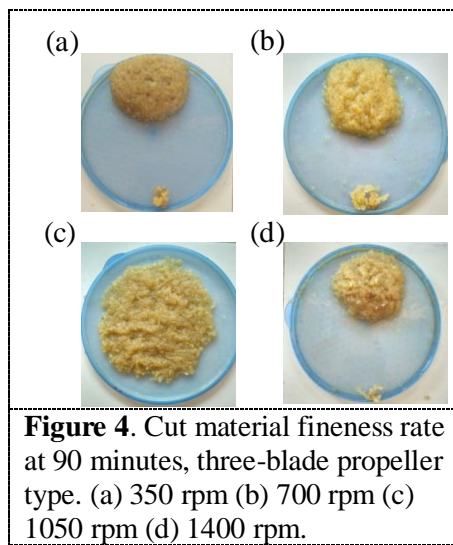 (a)
(b)
(c)
(d)
Figure 4. Cut material fineness rate
at 90 minutes, three-blade propeller
type. (a) 350 rpm (b) 700 rpm (c)
1050 rpm (d) 1400 rpm.